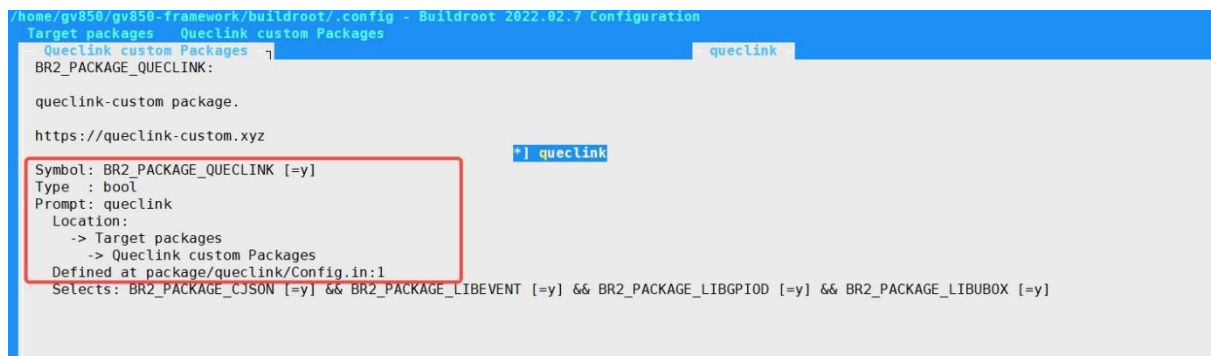 /home/gv850/gv850-framework/buildroot/.config - Buildroot 2022.02.7 Configuration
Target packages Queclink custom Packages
Queclink custom Packages
queclink
BR2_PACKAGE_QUECLINK:
queclink-custom package.
https://queclink-custom.xyz
*] queclink
Symbol: BR2_PACKAGE_QUECLINK [=y]
Type : bool
Prompt: queclink
Location:
-> Target packages
-> Queclink custom Packages
Defined at package/queclink/Config.in:1
Selects: BR2_PACKAGE_CJSON [=y] && BR2_PACKAGE_LIBEVENT [=y] && BR2_PACKAGE_LIBGPIOD [=y] && BR2_PACKAGE_LIBUBOX [=y]